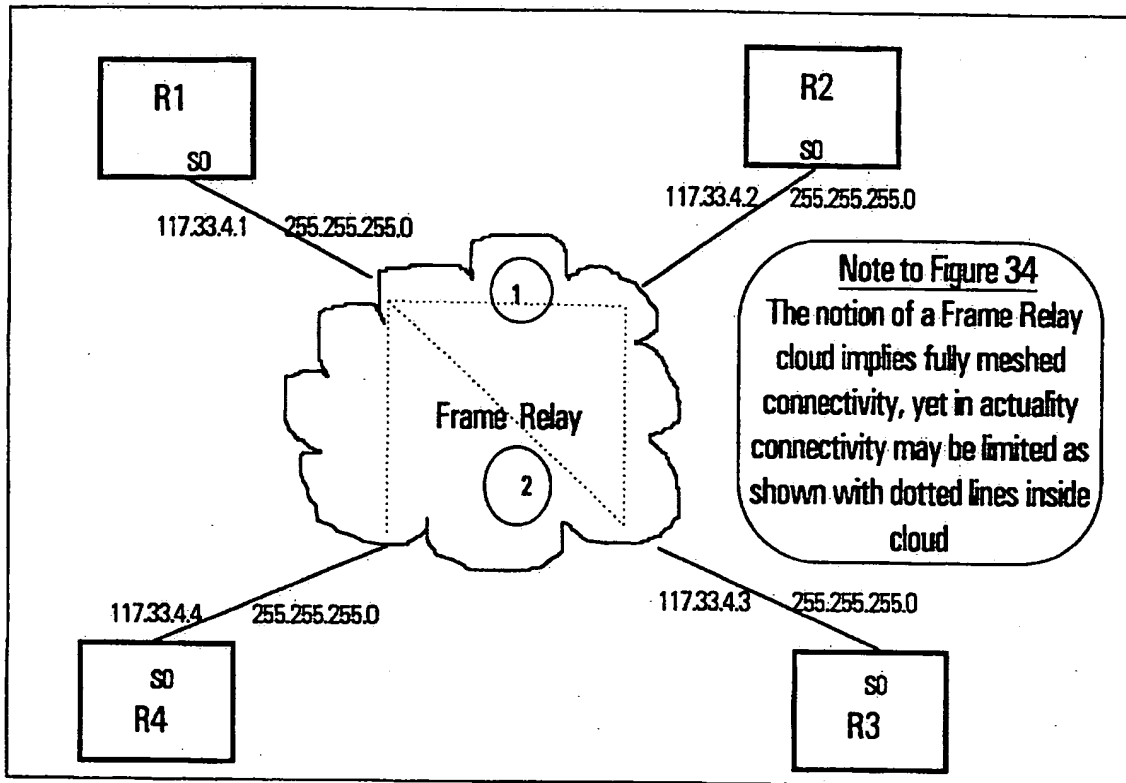 R1
S0
R2
S0
117.33.4.1 255.255.255.0
117.33.4.2 255.255.255.0
1
Frame Relay
2
Note to Figure 34
The notion of a Frame Relay
cloud implies fully meshed
connectivity, yet in actuality
connectivity may be limited as
shown with dotted lines inside
cloud
117.33.4.4 255.255.255.0
117.33.4.3 255.255.255.0
S0
R4
S0
R3